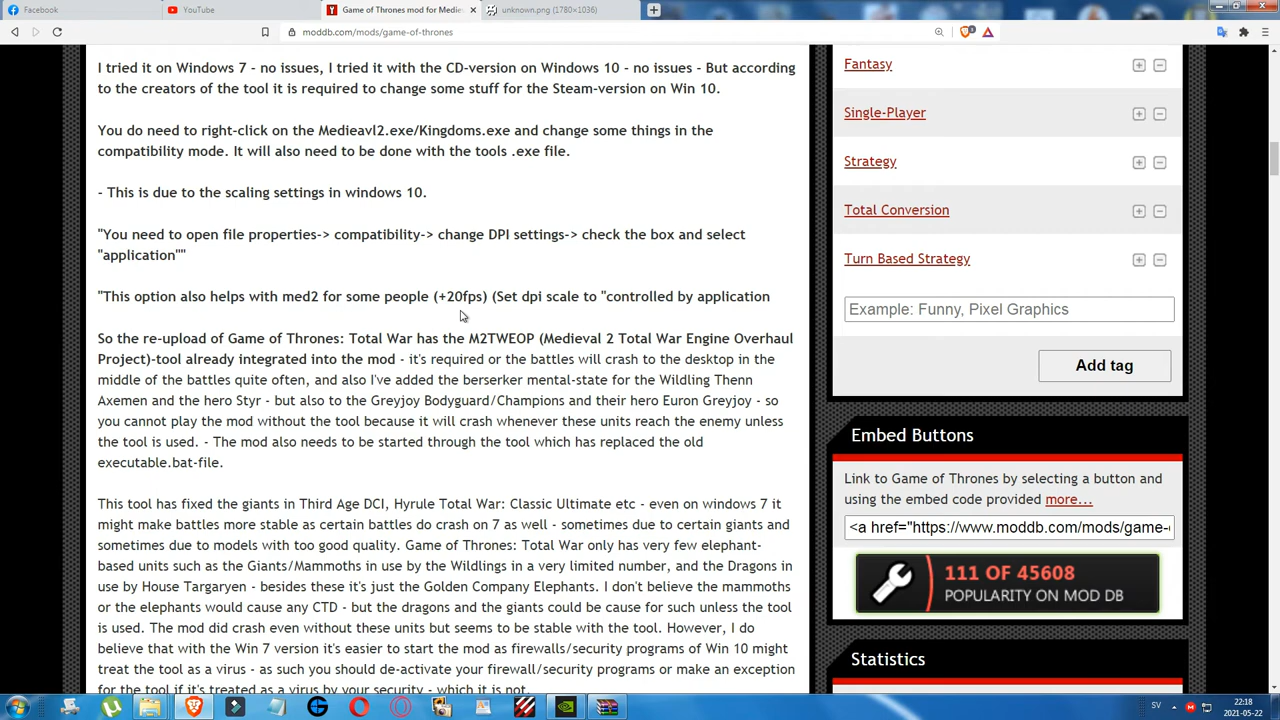 Facebook
YouTube
Game of Thrones mod for Medie
unknown.png (1780×1036)
moddb.com/mods/game-of-thrones
I tried it on Windows 7 - no issues, I tried it with the CD-version on Windows 10 - no issues - But according
to the creators of the tool it is required to change some stuff for the Steam-version on Win 10.
You do need to right-click on the Medieavl2.exe/Kingdoms.exe and change some things in the
compatibility mode. It will also need to be done with the tools .exe file.
- This is due to the scaling settings in windows 10.
"You need to open file properties-> compatibility-> change DPI settings-> check the box and select
"application""
"This option also helps with med2 for some people (+20fps) (Set dpi scale to "controlled by application
So the re-upload of Game of Thrones: Total War has the M2TWEOP (Medieval 2 Total War Engine Overhaul
Project)-tool already integrated into the mod - it's required or the battles will crash to the desktop in the
middle of the battles quite often, and also I've added the berserker mental-state for the Wildling Thenn
Axemen and the hero Styr - but also to the Greyjoy Bodyguard/Champions and their hero Euron Greyjoy - so
you cannot play the mod without the tool because it will crash whenever these units reach the enemy unless
the tool is used. - The mod also needs to be started through the tool which has replaced the old
executable.bat-file.
This tool has fixed the giants in Third Age DCI, Hyrule Total War: Classic Ultimate etc - even on windows 7 it
might make battles more stable as certain battles do crash on 7 as well - sometimes due to certain giants and
sometimes due to models with too good quality. Game of Thrones: Total War only has very few elephant-
based units such as the Giants/Mammoths in use by the Wildlings in a very limited number, and the Dragons in
use by House Targaryen - besides these it's just the Golden Company Elephants. I don't believe the mammoths
or the elephants would cause any CTD - but the dragons and the giants could be cause for such unless the tool
is used. The mod did crash even without these units but seems to be stable with the tool. However, I do
believe that with the Win 7 version it's easier to start the mod as firewalls/security programs of Win 10 might
treat the tool as a virus - as such you should de-activate your firewall/security programs or make an exception
for the tool if it's treated as a virus by your security - which it is not.
Fantasy
Single-Player
Strategy
Total Conversion
Turn Based Strategy
Example: Funny, Pixel Graphics
Add tag
Embed Buttons
Link to Game of Thrones by selecting a button and
using the embed code provided more...
<a href="https://www.moddb.com/mods/game-
111 OF 45608
POPULARITY ON MOD DB
Statistics
SV
22:18
2021-05-22